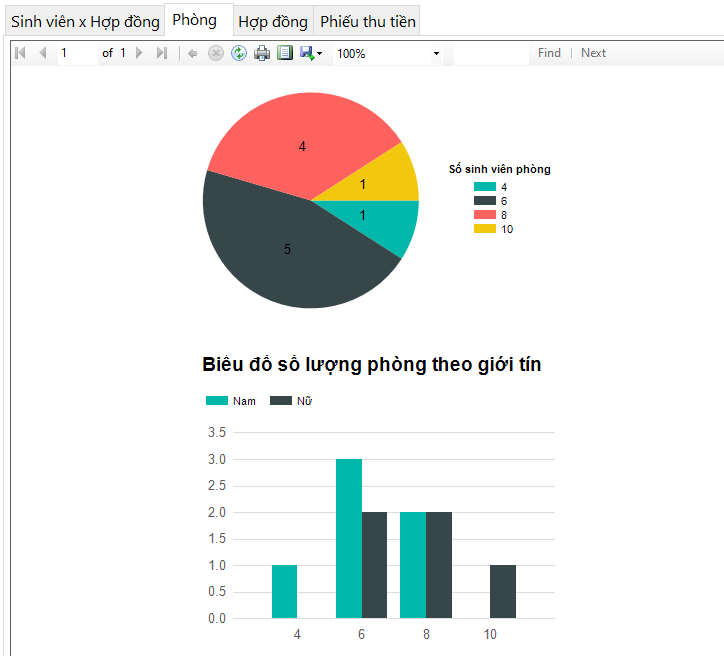 Sinh viên x Hợp đồng Phòng Hợp đồng Phiếu thu tiền
1 of 1 100% Find Next
4
1
1
5
Số sinh viên phòng
4
6
8
10
Biểu đồ số lượng phòng theo giới tín
Nam Nữ
3.5
3.0
2.5
2.0
1.5
1.0
0.5
0.0
4 6 8 10